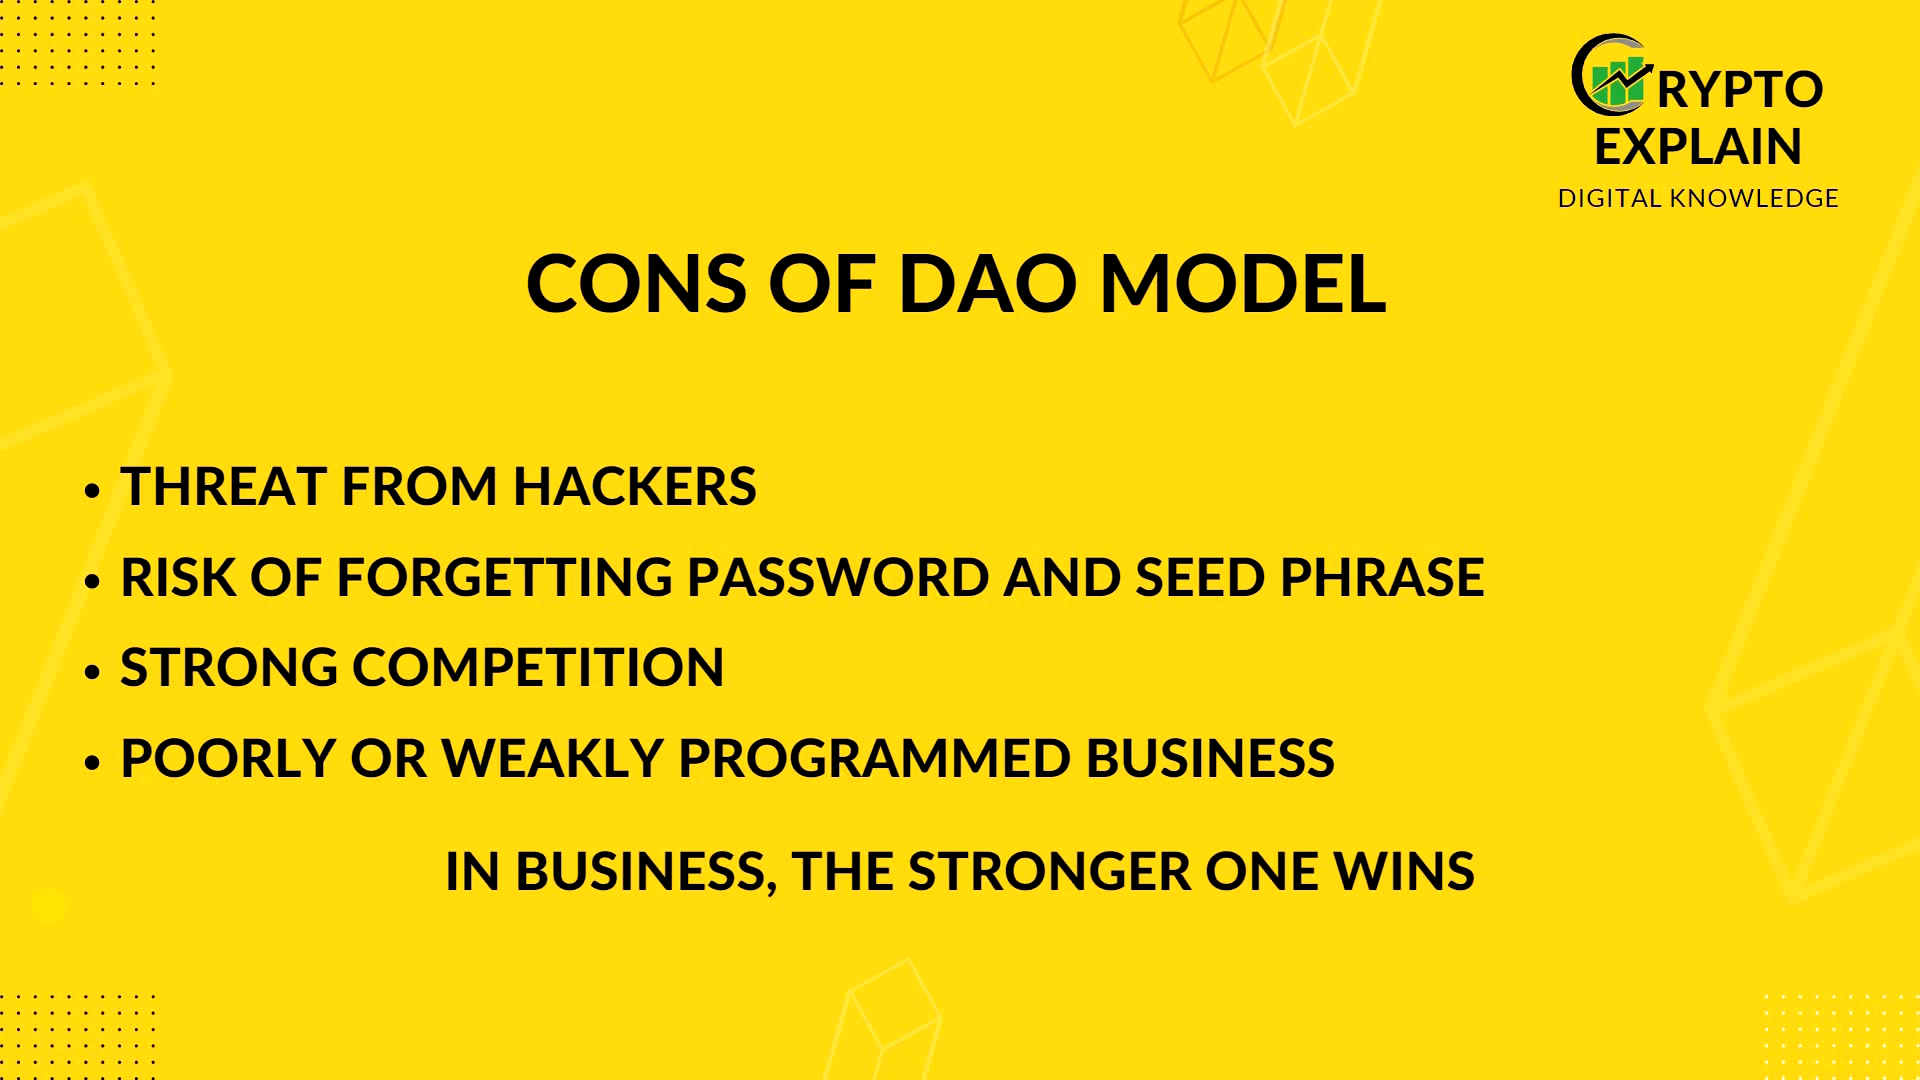 CRYPTO
EXPLAIN
DIGITAL KNOWLEDGE
CONS OF DAO MODEL
• THREAT FROM HACKERS
• RISK OF FORGETTING PASSWORD AND SEED PHRASE
• STRONG COMPETITION
• POORLY OR WEAKLY PROGRAMMED BUSINESS
IN BUSINESS, THE STRONGER ONE WINS